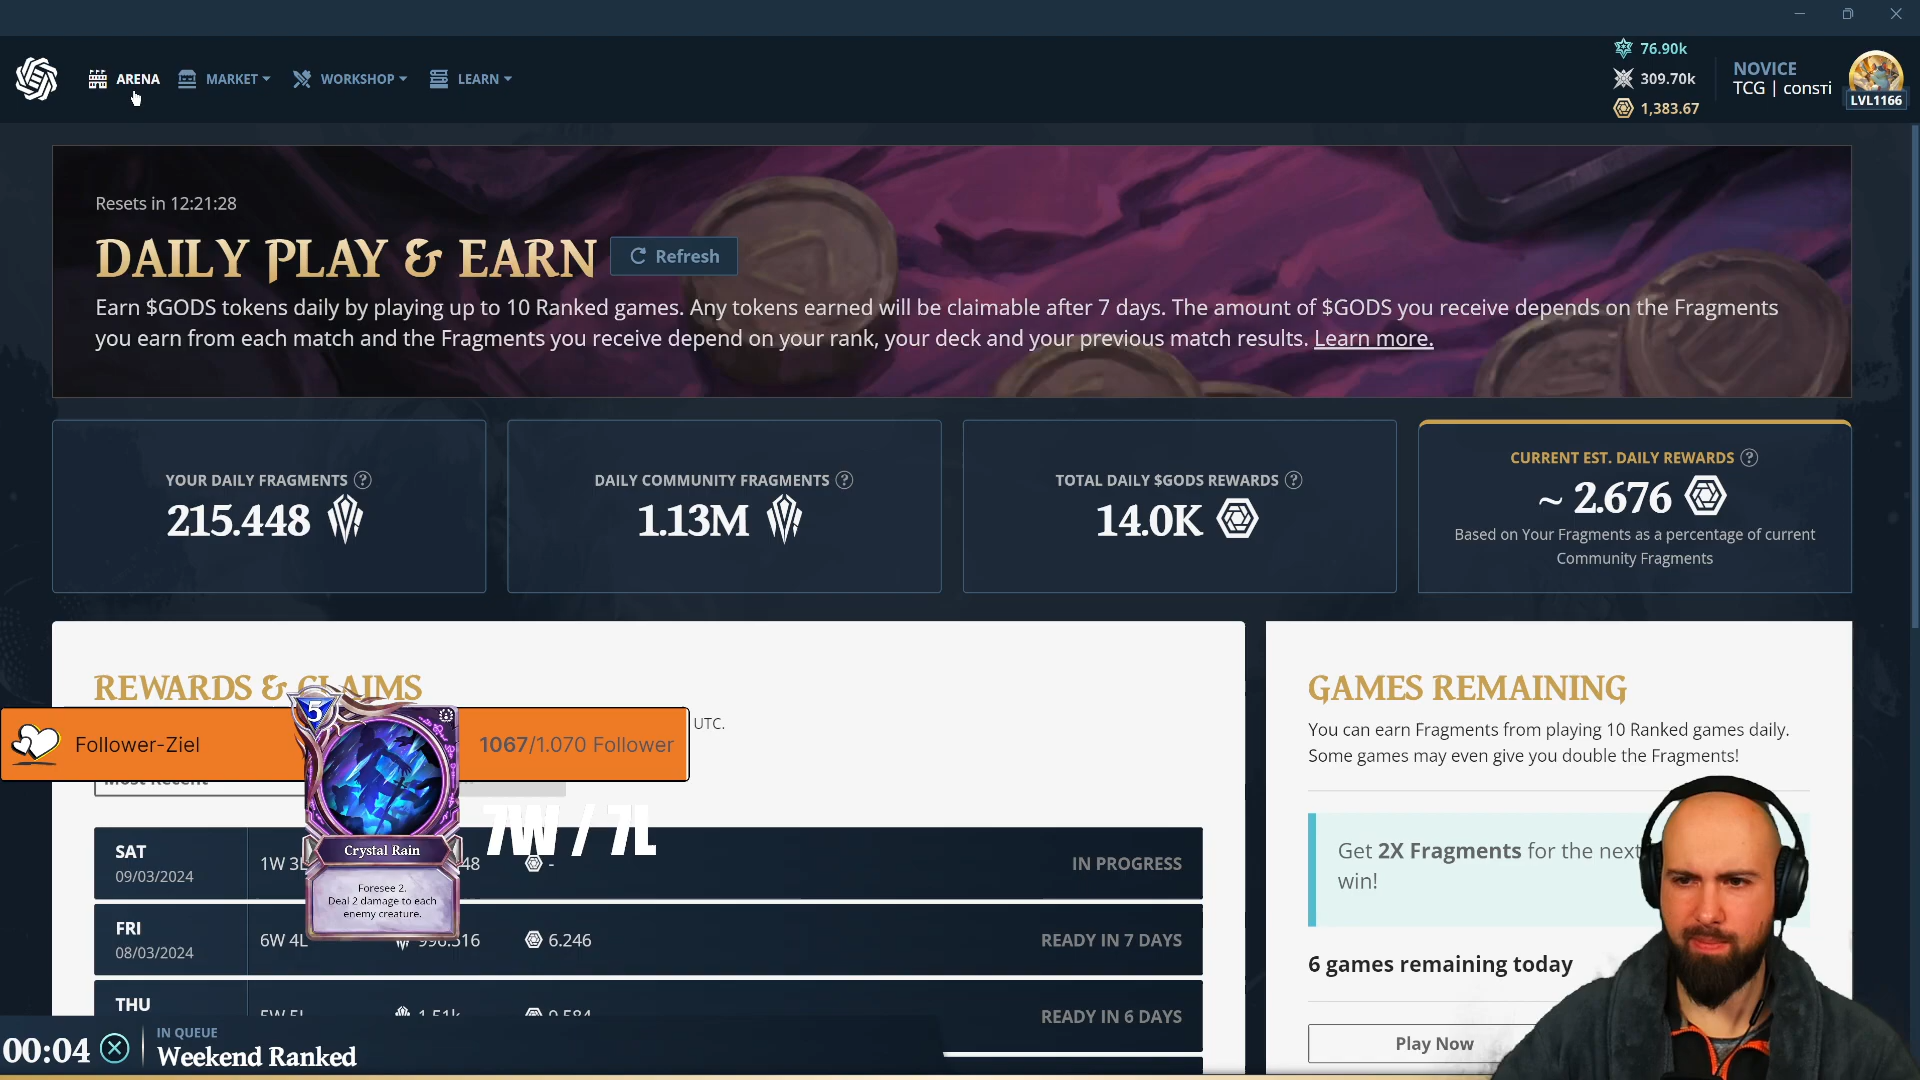 ARENA
MARKET
WORKSHOP
LEARN
76.90k
309.70k
1,383.67
NOVICE
TCG | consтi
LVL1166
Resets in 12:21:28
DAILY PLAY & EARN
Refresh
Earn $GODS tokens daily by playing up to 10 Ranked games. Any tokens earned will be claimable after 7 days. The amount of $GODS you receive depends on the Fragments
you earn from each match and the Fragments you receive depend on your rank, your deck and your previous match results. Learn more.
YOUR DAILY FRAGMENTS ?
215.448
DAILY COMMUNITY FRAGMENTS ?
1.13M
TOTAL DAILY $GODS REWARDS ?
14.0K
CURRENT EST. DAILY REWARDS ?
~ 2.676
Based on Your Fragments as a percentage of current
Community Fragments
REWARDS & CLAIMS
UTC.
Follower-Ziel
1067/1.070 Follower
5
Crystal Rain
Foresee 2.
Deal 2 damage to each
enemy creature.
7W / 7L
SAT
09/03/2024
1W 3L
48
-
IN PROGRESS
FRI
08/03/2024
6W 4L
6.246
READY IN 7 DAYS
THU
5W 5L
1.51k
9.584
READY IN 6 DAYS
GAMES REMAINING
You can earn Fragments from playing 10 Ranked games daily.
Some games may even give you double the Fragments!
Get 2X Fragments for the next
win!
6 games remaining today
Play Now
00:04
IN QUEUE
Weekend Ranked